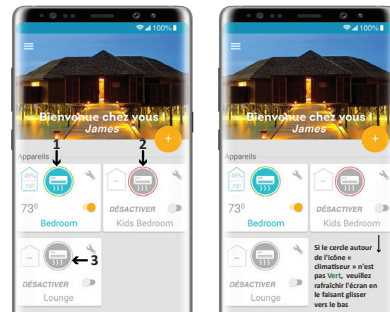 100%
Bienvenue chez vous !
James
+
Appareils
1
2
73⁰
Bedroom
DÉSACTIVER
Kids Bedroom
3
DÉSACTIVER
Lounge
100%
Bienvenue chez vous !
James
+
Appareils
73⁰
Bedroom
DÉSACTIVER
Kids Bedroom
DÉSACTIVER
Lounge
Si le cercle autour
de l'icône «
climatiseur » n'est
pas Vert, veuillez
rafraîchir l'écran en
le faisant glisser
vers le bas